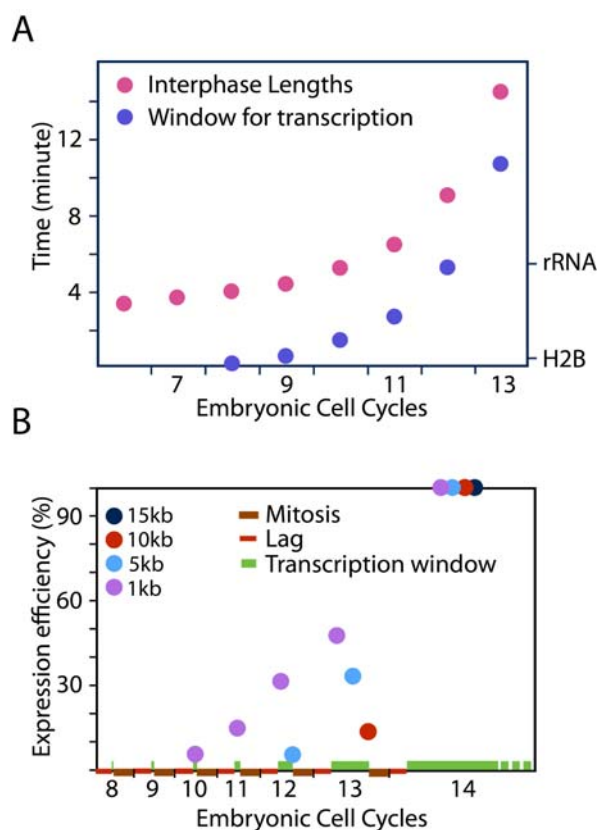 A
Interphase Lengths
Window for transcription
Time (minute)
12
8
4
rRNA
H2B
7
9
11
13
Embryonic Cell Cycles
B
Expression efficiency (%)
90
60
30
15kb
10kb
5kb
1kb
Mitosis
Lag
Transcription window
8
9
10
11
12
13
14
Embryonic Cell Cycles